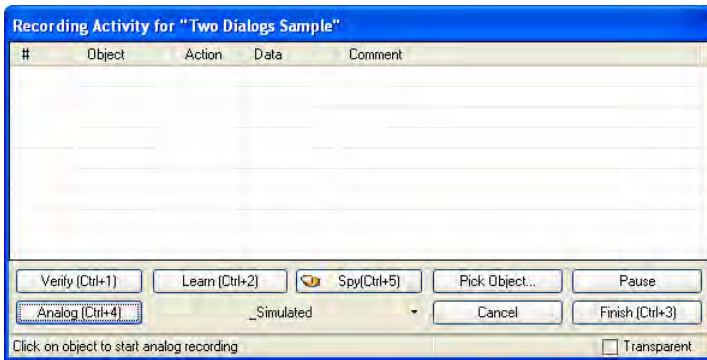 Recording Activity for "Two Dialogs Sample"
# Object Action Data Comment
Verify (Ctrl+1) Learn (Ctrl+2) Spy(Ctrl+5) Pick Object... Pause
Analog (Ctrl+4) _Simulated Cancel Finish (Ctrl+3)
Click on object to start analog recording Transparent